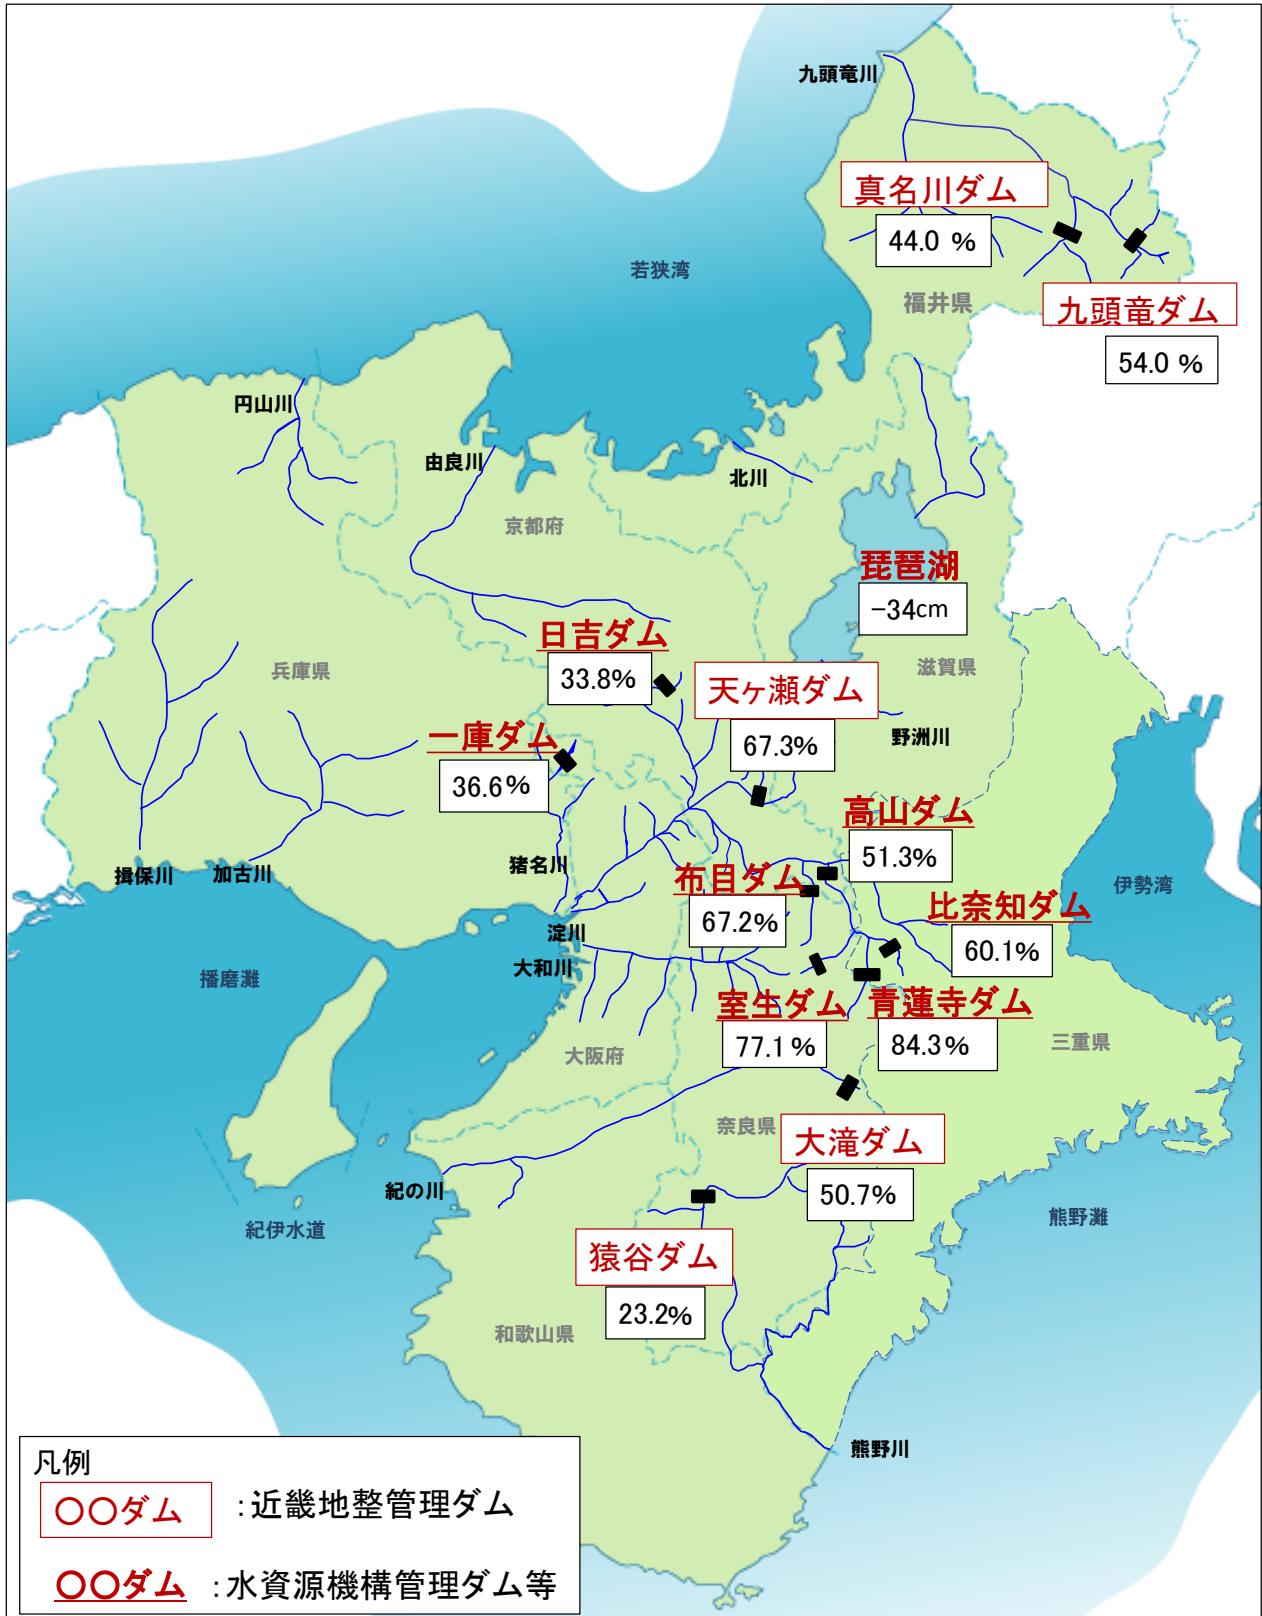 九頭竜川
真名川ダム
44.0 %
若狭湾
福井県
九頭竜ダム
54.0 %
円山川
由良川
北川
京都府
琵琶湖
-34cm
日吉ダム
33.8%
兵庫県
滋賀県
天ヶ瀬ダム
67.3%
野洲川
一庫ダム
36.6%
高山ダム
51.3%
猪名川
揖保川
加古川
布目ダム
67.2%
伊勢湾
比奈知ダム
60.1%
淀川
大和川
播磨灘
室生ダム
77.1%
青蓮寺ダム
84.3%
大阪府
三重県
奈良県
大滝ダム
50.7%
紀の川
紀伊水道
熊野灘
猿谷ダム
23.2%
和歌山県
熊野川
凡例
〇〇ダム :近畿地整管理ダム
〇〇ダム :水資源機構管理ダム等